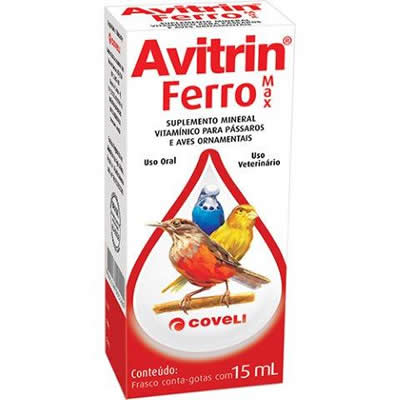 Avitrin®
Ferro Max
SUPLEMENTO MINERAL
VITAMÍNICO PARA PÁSSAROS
E AVES ORNAMENTAIS
Uso Oral
Uso
Veterinário
COVELI
Conteúdo:
Frasco conta-gotas com 15 mL